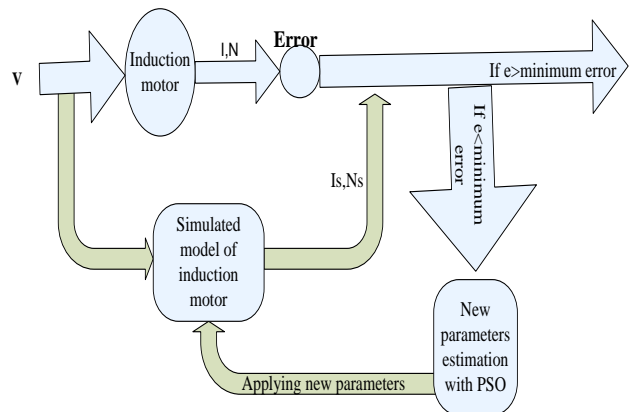 V
Induction
motor
I,N
Error
If e>minimum error
If e<minimum
error
Is,Ns
Simulated
model of
induction
motor
New
parameters
estimation
with PSO
Applying new parameters